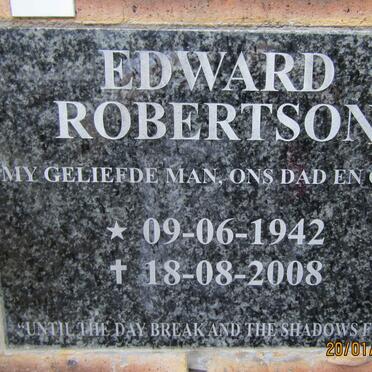 EDWARD
ROBERTSON
MY GELIEFDE MAN, ONS DAD EN
★ 09-06-1942
✝ 18-08-2008
"UNTIL THE DAY BREAK AND THE SHADOWS F
20/01